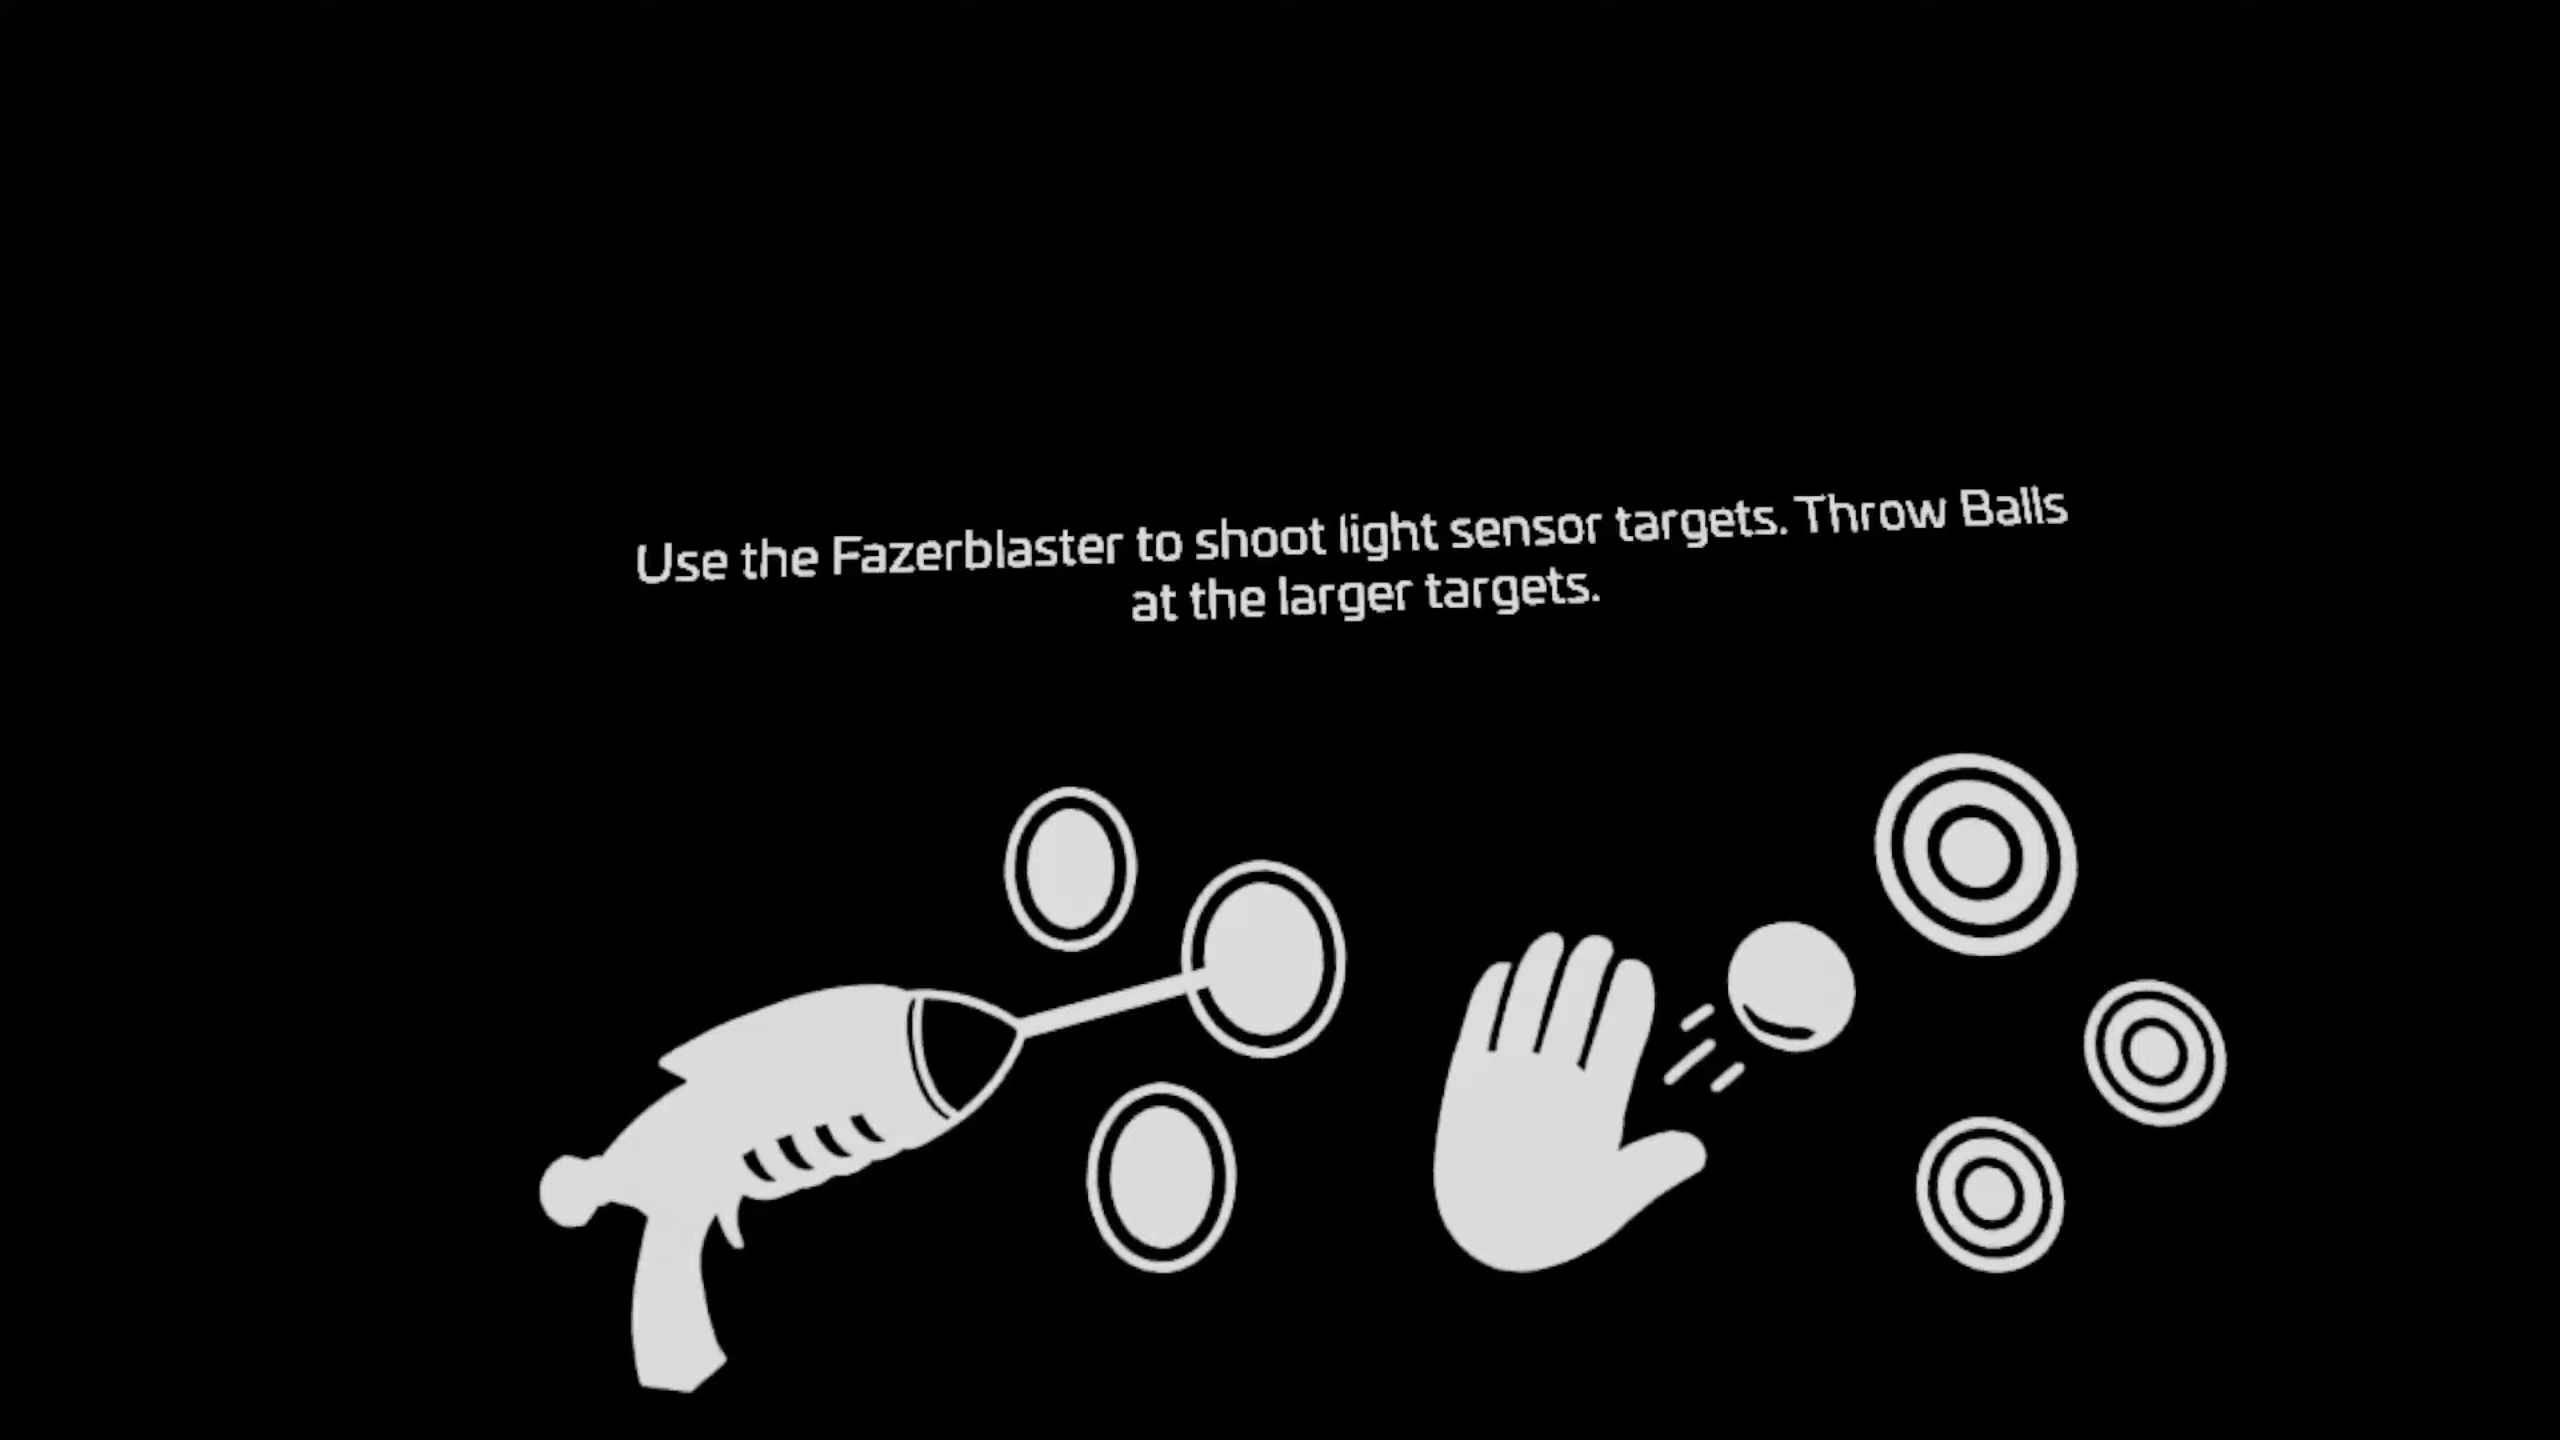 Use the Fazerblaster to shoot light sensor targets. Throw Balls
at the larger targets.